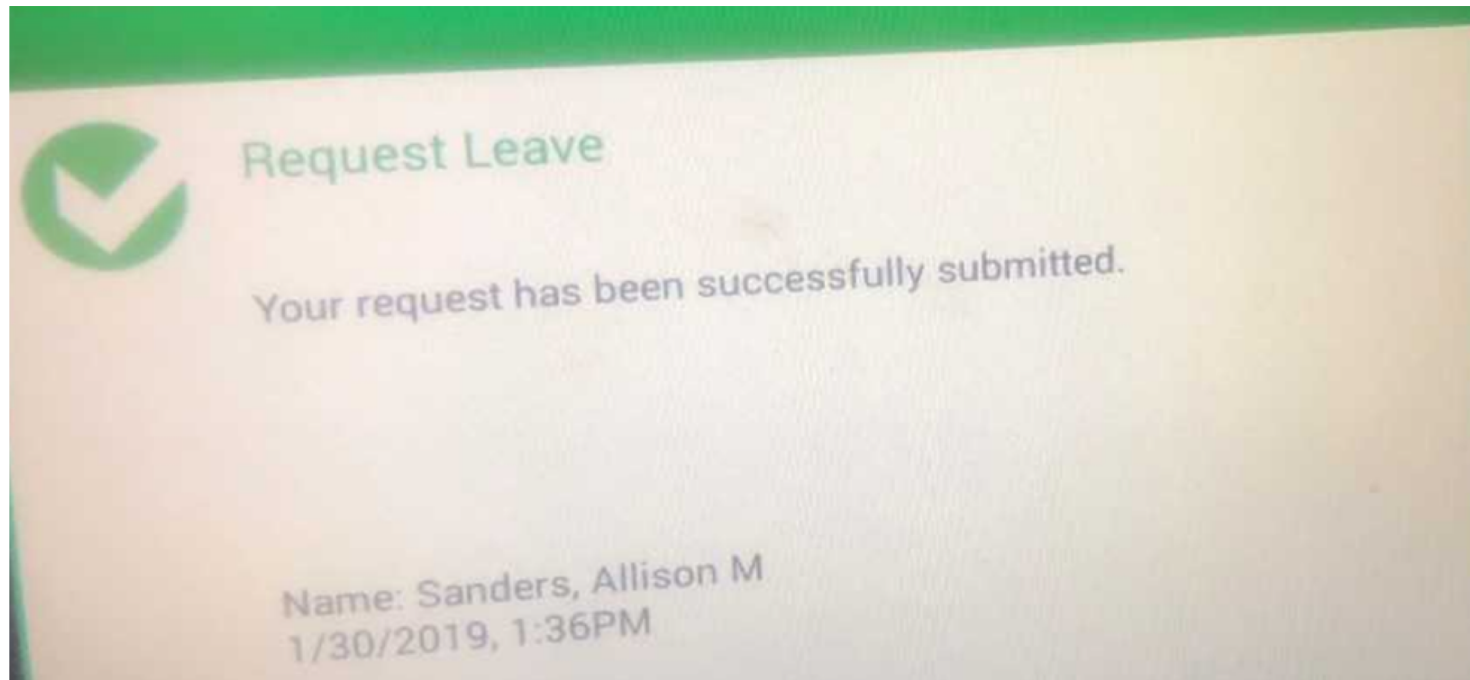 Request Leave
Your request has been successfully submitted.
Name: Sanders, Allison M
1/30/2019, 1:36PM